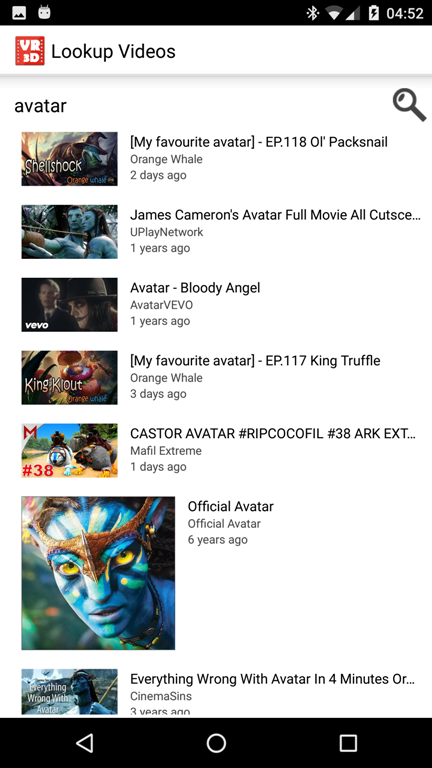 04:52
VR
3D
Lookup Videos
avatar
Shellshock
Orange whale
[My favourite avatar] - EP.118 Ol' Packsnail
Orange Whale
2 days ago
James Cameron's Avatar Full Movie All Cutsce...
UPlayNetwork
1 years ago
vevo
Avatar - Bloody Angel
AvatarVEVO
1 years ago
King Klout
Orange whale
[My favourite avatar] - EP.117 King Truffle
Orange Whale
3 days ago
M
#38
CASTOR AVATAR #RIPCOCOFIL #38 ARK EXT...
Mafil Extreme
1 days ago
Official Avatar
Official Avatar
6 years ago
Everything
Wrong With
Avatar
Everything Wrong With Avatar In 4 Minutes Or...
CinemaSins
3 years ago